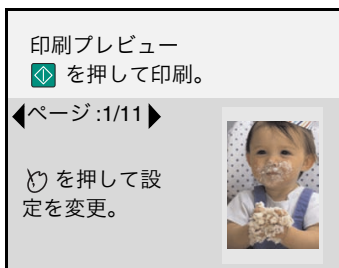 印刷プレビュー
を押して印刷。
ページ :1/11
を押して設
定を変更。